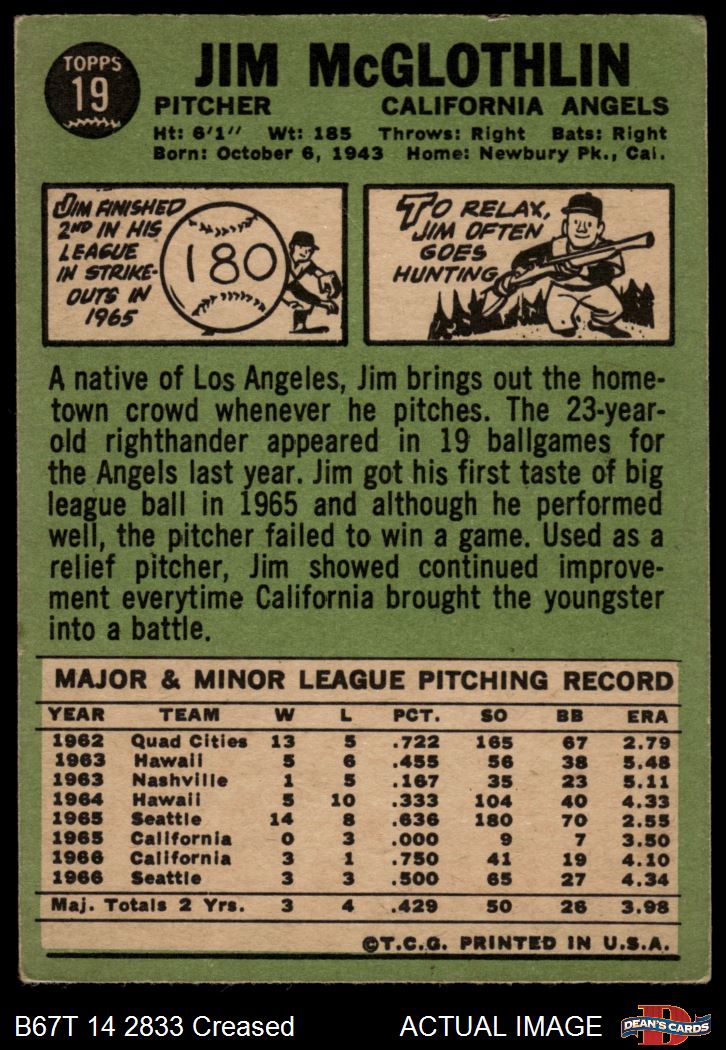 TOPPS
19
JIM McGLOTHLIN
PITCHER CALIFORNIA ANGELS
Ht: 6'1" Wt: 185 Throws: Right Bats: Right
Born: October 6, 1943 Home: Newbury Pk., Cal.
JIM FINISHED
2ND IN HIS
LEAGUE
IN STRIKE-
OUTS IN
1965
180
TO RELAX,
JIM OFTEN
GOES
HUNTING
A native of Los Angeles, Jim brings out the home-
town crowd whenever he pitches. The 23-year-
old righthander appeared in 19 ballgames for
the Angels last year. Jim got his first taste of big
league ball in 1965 and although he performed
well, the pitcher failed to win a game. Used as a
relief pitcher, Jim showed continued improve-
ment everytime California brought the youngster
into a battle.
MAJOR & MINOR LEAGUE PITCHING RECORD
YEAR TEAM W L PCT. SO BB ERA
1962 Quad Cities 13 5 .722 165 67 2.79
1963 Hawaii 5 6 .455 56 38 5.48
1963 Nashville 1 5 .167 35 23 5.11
1964 Hawaii 5 10 .333 104 40 4.33
1965 Seattle 14 8 .636 180 70 2.55
1965 California 0 3 .000 9 7 3.50
1966 California 3 1 .750 41 19 4.10
1966 Seattle 3 3 .500 65 27 4.34
Maj. Totals 2 Yrs. 3 4 .429 50 26 3.98
©T.C.G. PRINTED IN U.S.A.
B67T 14 2833 Creased ACTUAL IMAGE
D
DEAN'S CARDS